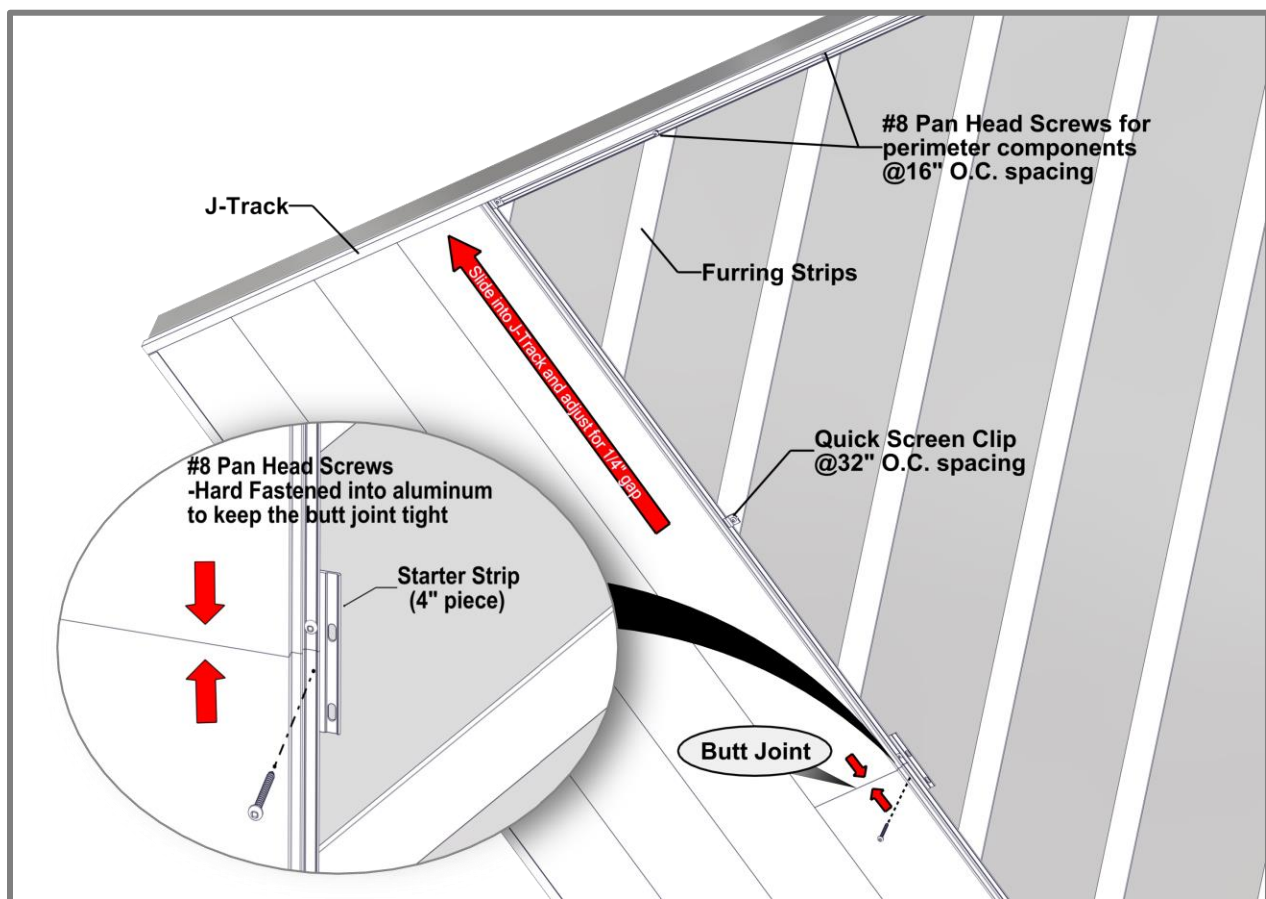 #8 Pan Head Screws for
perimeter components
@16" O.C. spacing
J-Track
Furring Strips
Slide into J-Track and adjust for 1/4" gap
Quick Screen Clip
@32" O.C. spacing
#8 Pan Head Screws
-Hard Fastened into aluminum
to keep the butt joint tight
Starter Strip
(4" piece)
Butt Joint